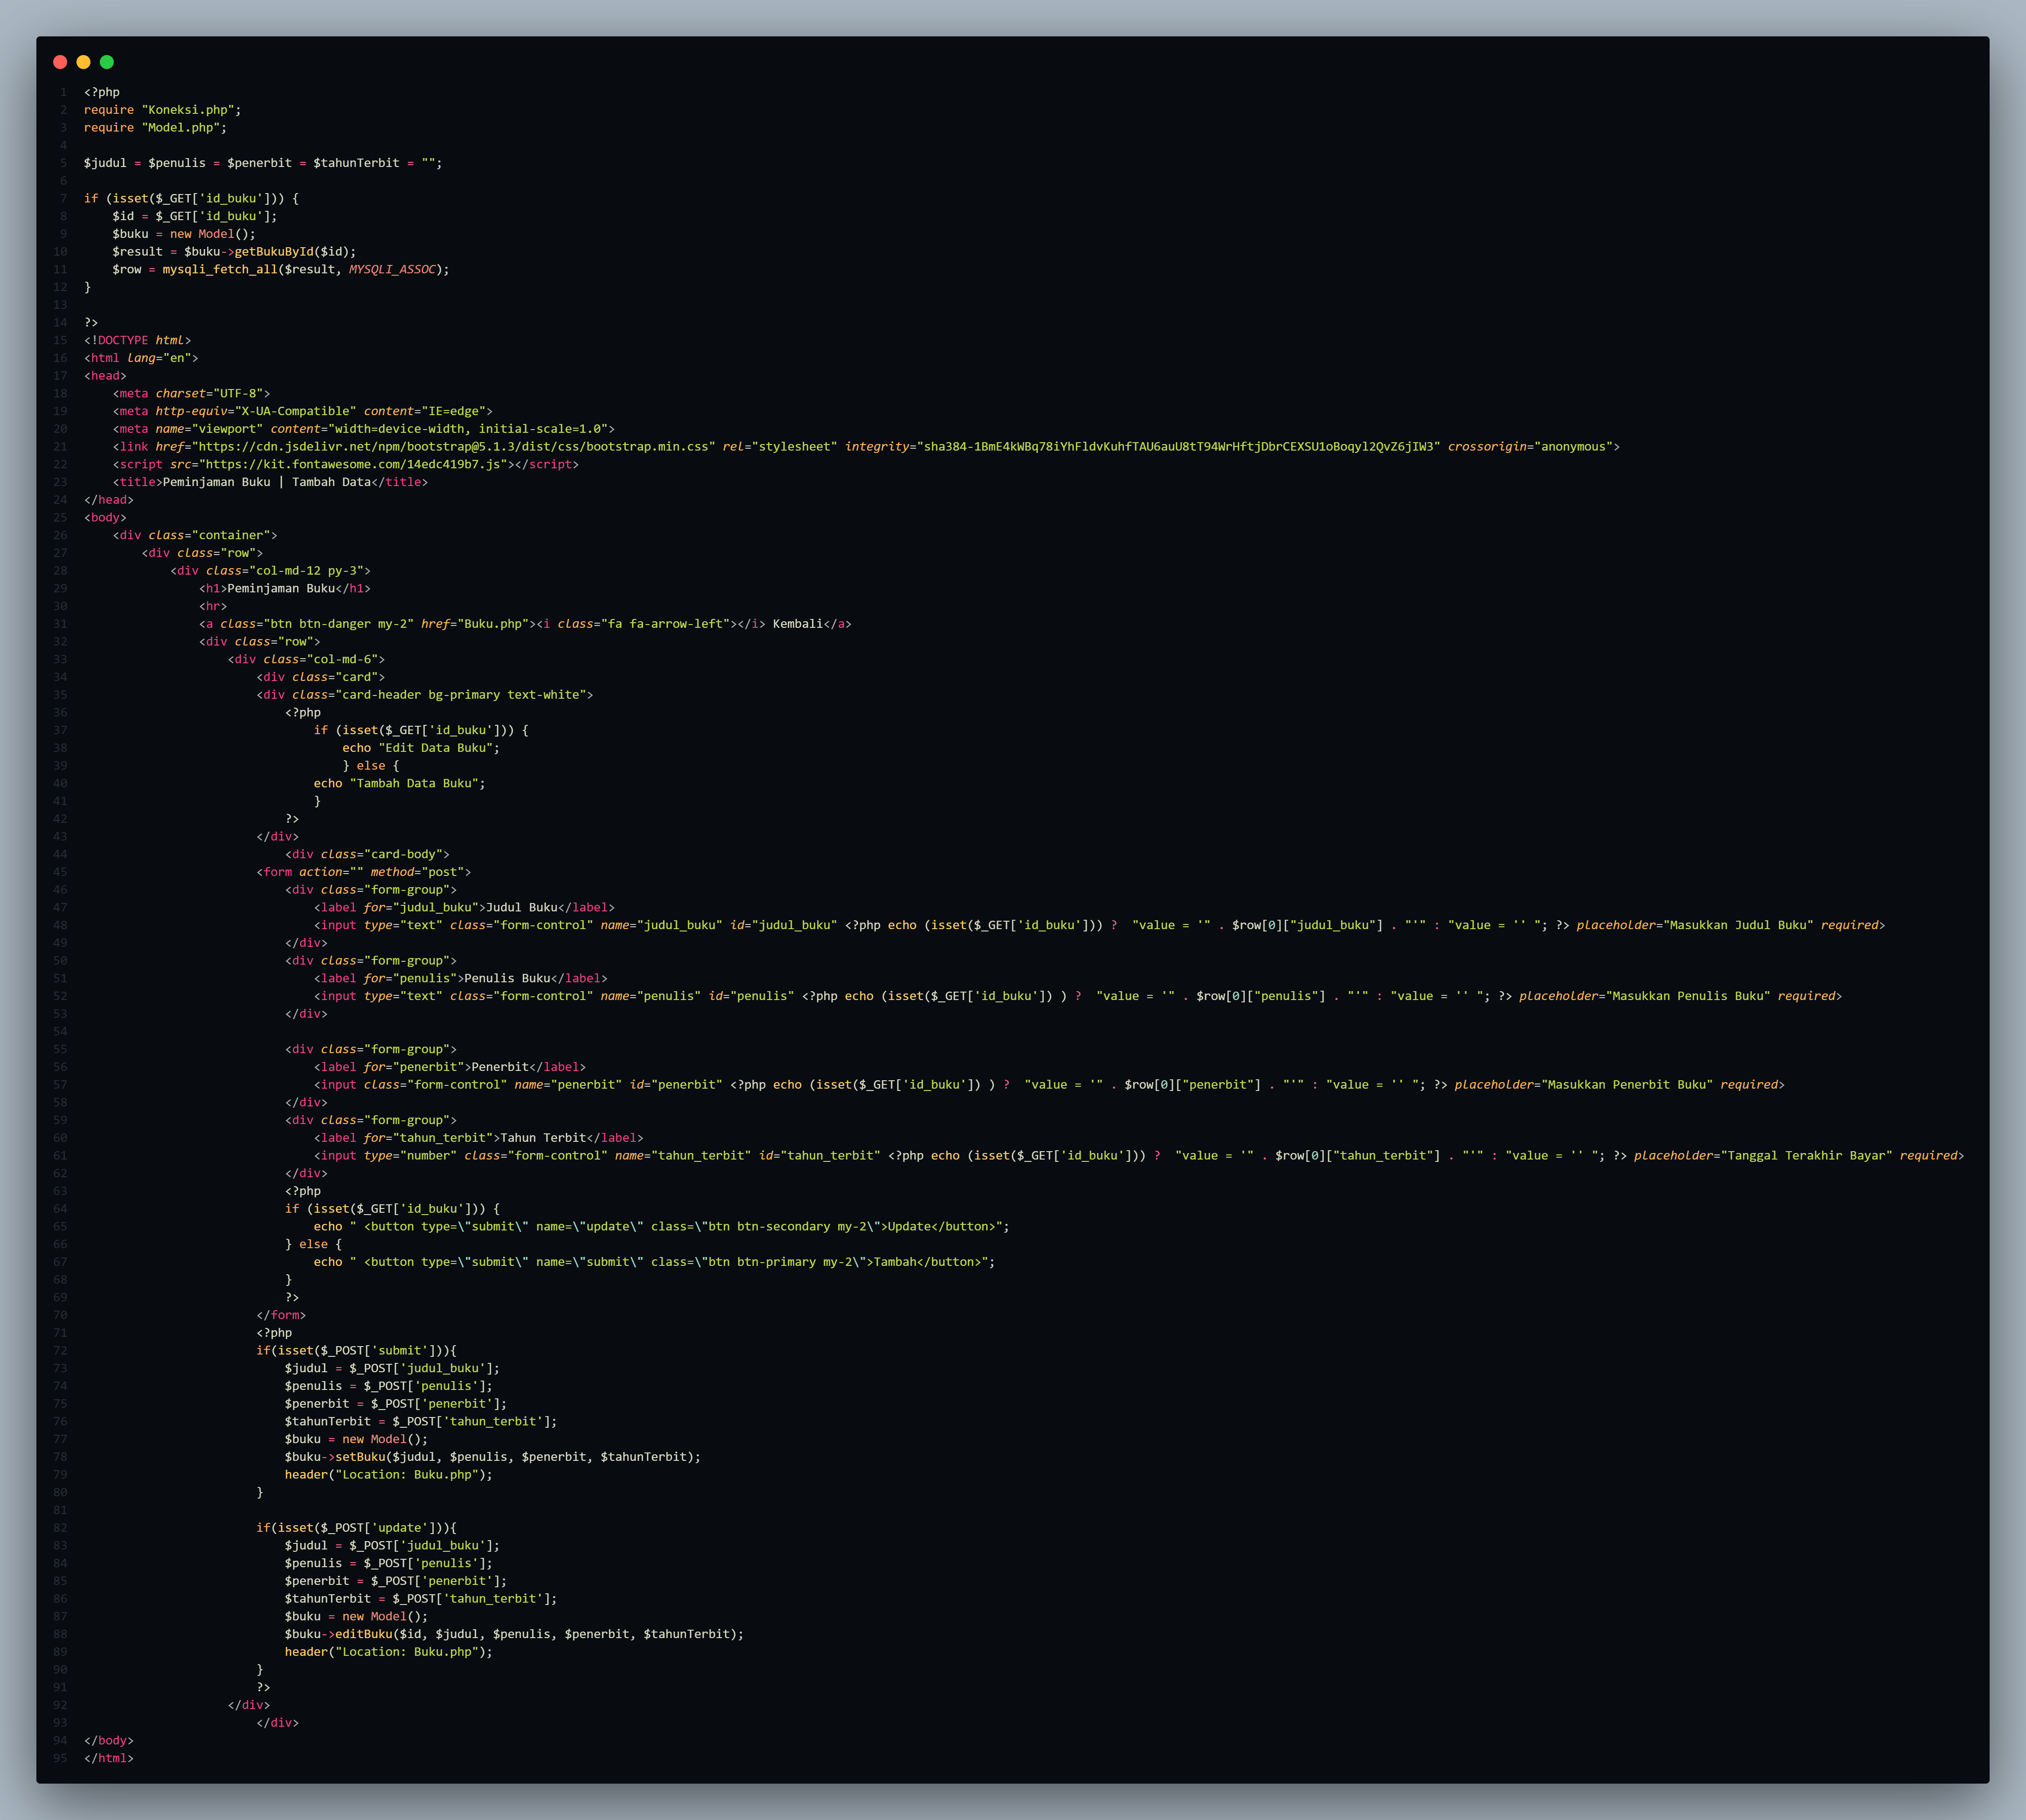 1 <?php
2 require "Koneksi.php";
3 require "Model.php";
4
5 $judul = $penulis = $penerbit = $tahunTerbit = "";
6
7 if (isset($_GET['id_buku'])) {
8     $id = $_GET['id_buku'];
9     $buku = new Model();
10     $result = $buku->getBukuById($id);
11     $row = mysqli_fetch_all($result, MYSQLI_ASSOC);
12 }
13
14 ?>
15 <!DOCTYPE html>
16 <html lang="en">
17 <head>
18     <meta charset="UTF-8">
19     <meta http-equiv="X-UA-Compatible" content="IE=edge">
20     <meta name="viewport" content="width=device-width, initial-scale=1.0">
21     <link href="https://cdn.jsdelivr.net/npm/bootstrap@5.1.3/dist/css/bootstrap.min.css" rel="stylesheet" integrity="sha384-1BmE4kWBq78iYhFldvKuhfTAU6auU8tT94WrHftjDbrCEXSU1oBoqyl2QvZ6jIW3" crossorigin="anonymous">
22     <script src="https://kit.fontawesome.com/14edc419b7.js"></script>
23     <title>Peminjaman Buku | Tambah Data</title>
24 </head>
25 <body>
26     <div class="container">
27         <div class="row">
28             <div class="col-md-12 py-3">
29                 <h1>Peminjaman Buku</h1>
30                 <hr>
31                 <a class="btn btn-danger my-2" href="Buku.php"><i class="fa fa-arrow-left"></i> Kembali</a>
32                 <div class="row">
33                     <div class="col-md-6">
34                         <div class="card">
35                         <div class="card-header bg-primary text-white">
36                             <?php
37                                 if (isset($_GET['id_buku'])) {
38                                     echo "Edit Data Buku";
39                                     } else {
40                                 echo "Tambah Data Buku";
41                                 }
42                             ?>
43                         </div>
44                             <div class="card-body">
45                         <form action="" method="post">
46                             <div class="form-group">
47                                 <label for="judul_buku">Judul Buku</label>
48                                 <input type="text" class="form-control" name="judul_buku" id="judul_buku" <?php echo (isset($_GET['id_buku'])) ?  "value = '" . $row[0]["judul_buku"] . "'" : "value = '' "; ?> placeholder="Masukkan Judul Buku" required>
49                             </div>
50                             <div class="form-group">
51                                 <label for="penulis">Penulis Buku</label>
52                                 <input type="text" class="form-control" name="penulis" id="penulis" <?php echo (isset($_GET['id_buku']) ) ?  "value = '" . $row[0]["penulis"] . "'" : "value = '' "; ?> placeholder="Masukkan Penulis Buku" required>
53                             </div>
54
55                             <div class="form-group">
56                                 <label for="penerbit">Penerbit</label>
57                                 <input class="form-control" name="penerbit" id="penerbit" <?php echo (isset($_GET['id_buku']) ) ?  "value = '" . $row[0]["penerbit"] . "'" : "value = '' "; ?> placeholder="Masukkan Penerbit Buku" required>
58                             </div>
59                             <div class="form-group">
60                                 <label for="tahun_terbit">Tahun Terbit</label>
61                                 <input type="number" class="form-control" name="tahun_terbit" id="tahun_terbit" <?php echo (isset($_GET['id_buku'])) ?  "value = '" . $row[0]["tahun_terbit"] . "'" : "value = '' "; ?> placeholder="Tanggal Terakhir Bayar" required>
62                             </div>
63                             <?php
64                             if (isset($_GET['id_buku'])) {
65                                 echo " <button type=\"submit\" name=\"update\" class=\"btn btn-secondary my-2\">Update</button>";
66                             } else {
67                                 echo " <button type=\"submit\" name=\"submit\" class=\"btn btn-primary my-2\">Tambah</button>";
68                             }
69                             ?>
70                         </form>
71                         <?php
72                         if(isset($_POST['submit'])){
73                             $judul = $_POST['judul_buku'];
74                             $penulis = $_POST['penulis'];
75                             $penerbit = $_POST['penerbit'];
76                             $tahunTerbit = $_POST['tahun_terbit'];
77                             $buku = new Model();
78                             $buku->setBuku($judul, $penulis, $penerbit, $tahunTerbit);
79                             header("Location: Buku.php");
80                         }
81
82                         if(isset($_POST['update'])){
83                             $judul = $_POST['judul_buku'];
84                             $penulis = $_POST['penulis'];
85                             $penerbit = $_POST['penerbit'];
86                             $tahunTerbit = $_POST['tahun_terbit'];
87                             $buku = new Model();
88                             $buku->editBuku($id, $judul, $penulis, $penerbit, $tahunTerbit);
89                             header("Location: Buku.php");
90                         }
91                         ?>
92                     </div>
93                         </div>
94 </body>
95 </html>